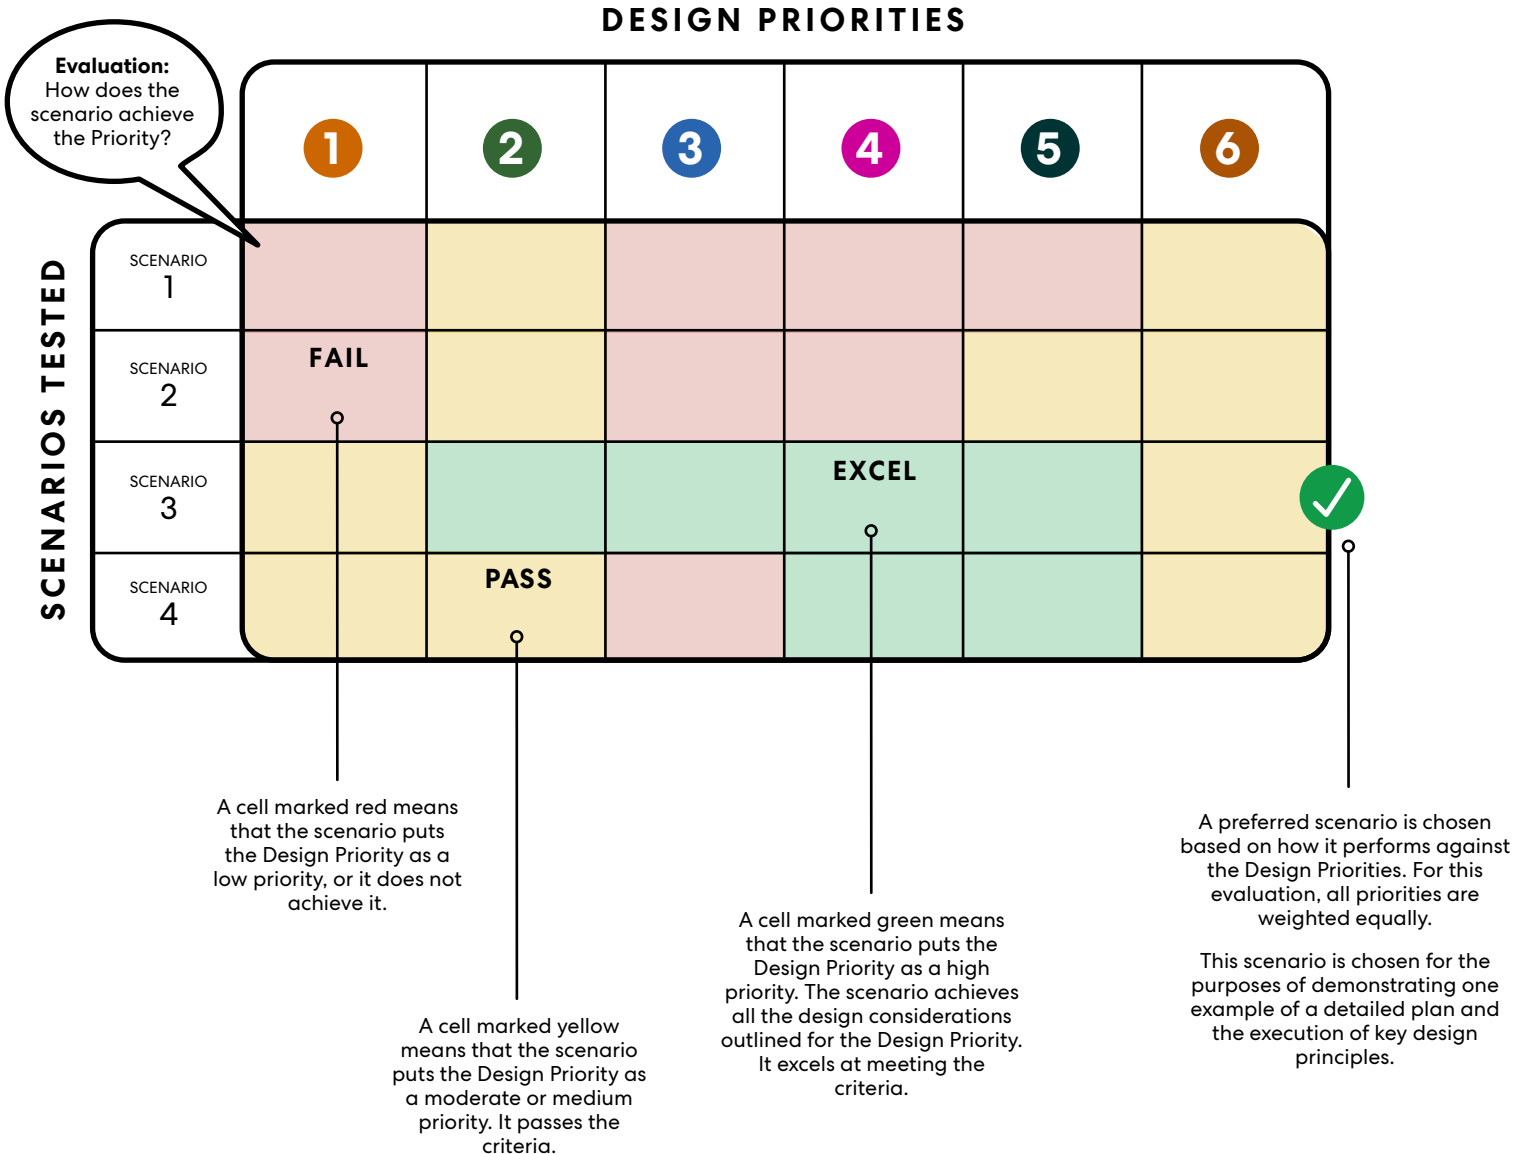 DESIGN PRIORITIES
Evaluation:
How does the
scenario achieve
the Priority?
1
2
3
4
5
6
SCENARIOS TESTED
SCENARIO
1
SCENARIO
2
FAIL
SCENARIO
3
EXCEL
SCENARIO
4
PASS
A cell marked red means
that the scenario puts
the Design Priority as a
low priority, or it does not
achieve it.
A cell marked yellow
means that the scenario
puts the Design Priority as
a moderate or medium
priority. It passes the
criteria.
A cell marked green means
that the scenario puts the
Design Priority as a high
priority. The scenario achieves
all the design considerations
outlined for the Design Priority.
It excels at meeting the
criteria.
A preferred scenario is chosen
based on how it performs against
the Design Priorities. For this
evaluation, all priorities are
weighted equally.
This scenario is chosen for the
purposes of demonstrating one
example of a detailed plan and
the execution of key design
principles.